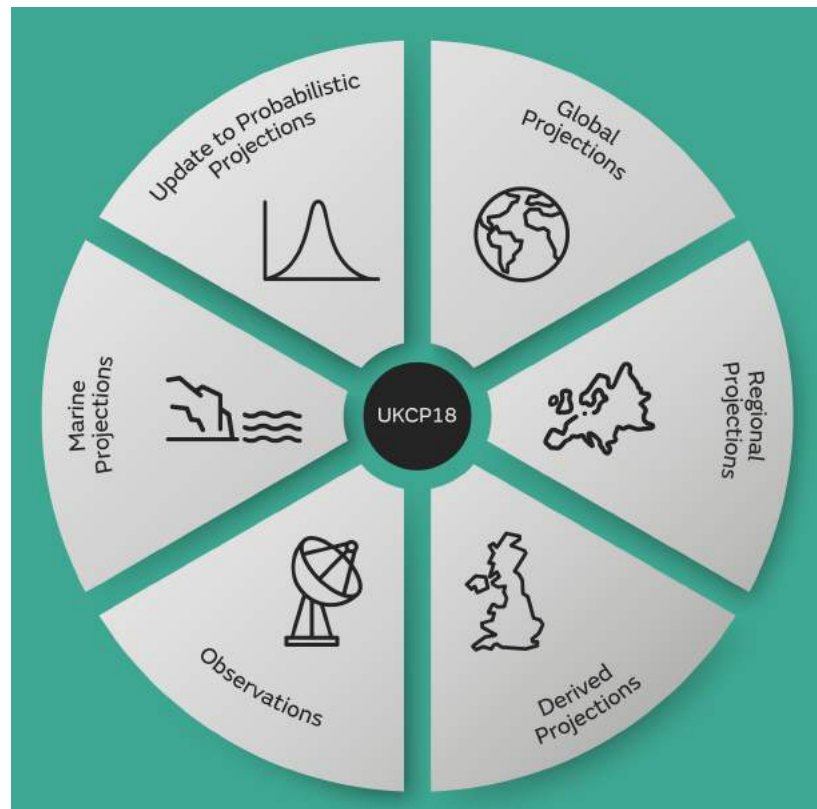 Update to Probabilistic
Projections
Global
Projections
Marine
Projections
UKCP18
Regional
Projections
Observations
Derived
Projections